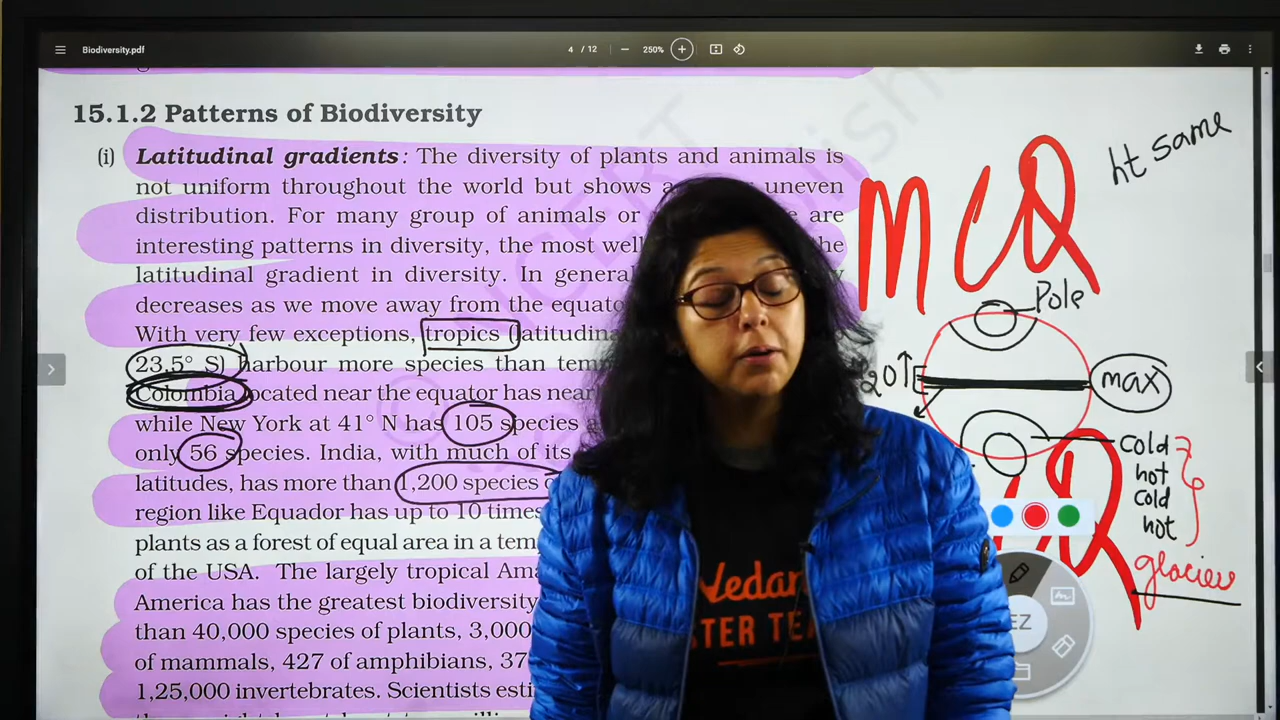 Biodiversity.pdf
4 / 12
250%
15.1.2 Patterns of Biodiversity
(i) Latitudinal gradients: The diversity of plants and animals is
not uniform throughout the world but shows a uneven
distribution. For many group of animals or are
interesting patterns in diversity, the most well the
latitudinal gradient in diversity. In general
decreases as we move away from the equato
With very few exceptions, tropics (latitudina
23.5° S) harbour more species than tem
Colombia located near the equator has near
while New York at 41° N has 105 species
only 56 species. India, with much of its
latitudes, has more than 1,200 species
region like Equador has up to 10 times
plants as a forest of equal area in a tem
of the USA. The largely tropical Ama
America has the greatest biodiversity
than 40,000 species of plants, 3,000
of mammals, 427 of amphibians, 37
1,25,000 invertebrates. Scientists esti
MCQ
ht same
Pole
max
cold
hot
cold
hot
glacier
EZ
Vedan
STER TEA